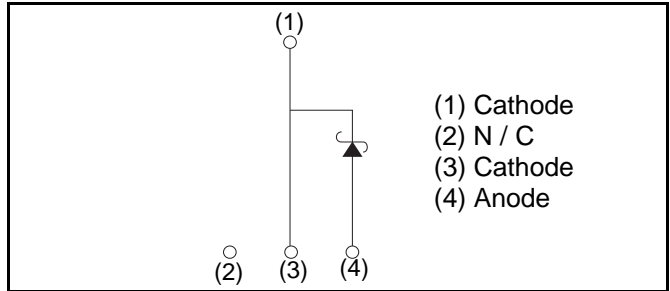 (1)
(1) Cathode
(2) N / C
(3) Cathode
(4) Anode
(2) (3) (4)